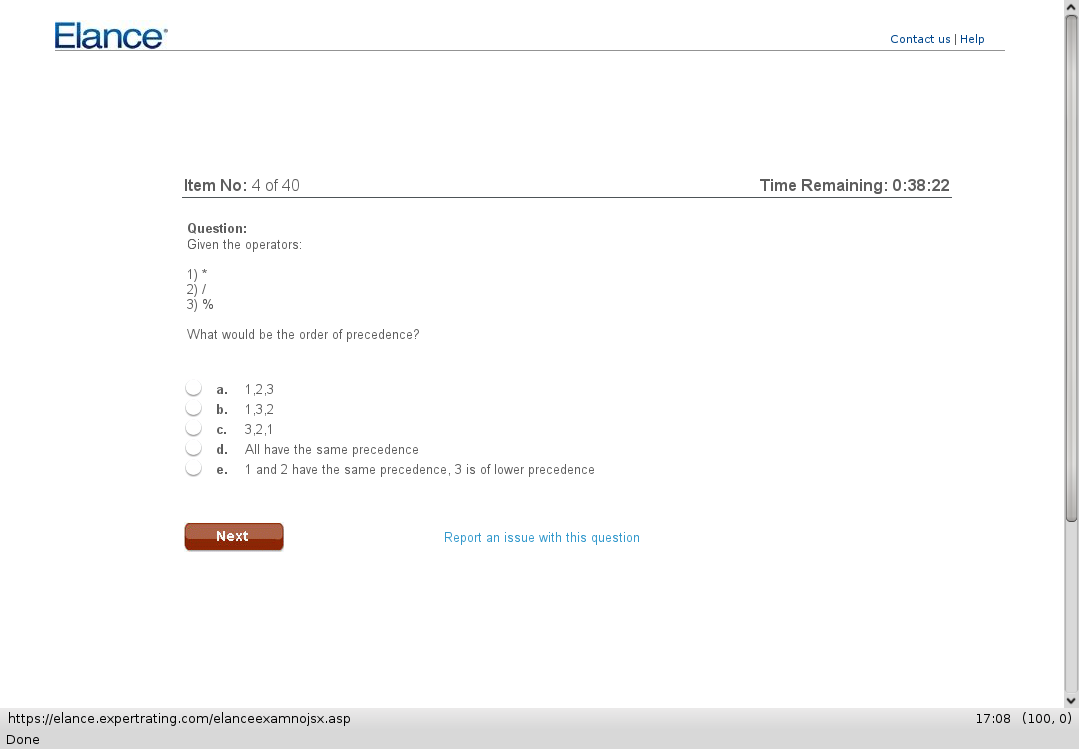 Elance
Contact us | Help
Item No: 4 of 40 Time Remaining: 0:38:22
Question:
Given the operators:
1) *
2) /
3) %
What would be the order of precedence?
a. 1,2,3
b. 1,3,2
c. 3,2,1
d. All have the same precedence
e. 1 and 2 have the same precedence, 3 is of lower precedence
Next Report an issue with this question
https://elance.expertrating.com/elanceexamnojsx.asp 17:08 (100, 0)
Done